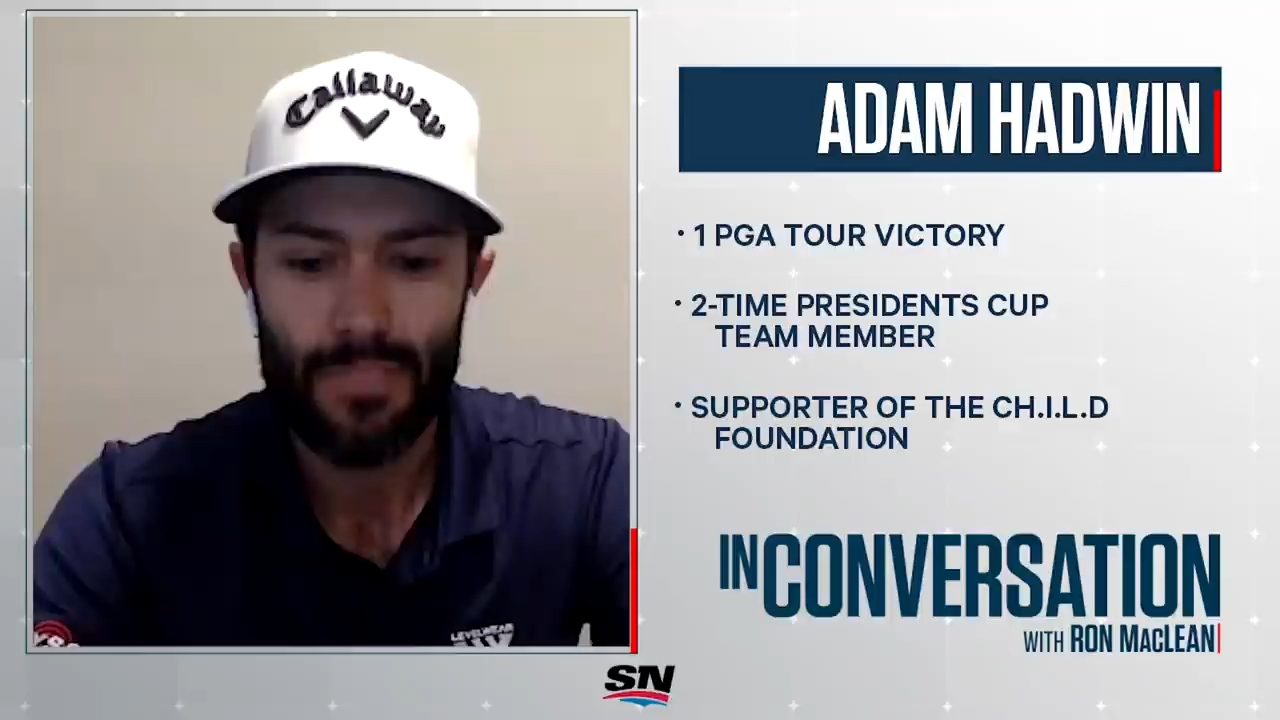 Callaway
ADAM HADWIN
• 1 PGA TOUR VICTORY
• 2-TIME PRESIDENTS CUP
TEAM MEMBER
• SUPPORTER OF THE CH.I.L.D
FOUNDATION
LEVELWEAR
IN CONVERSATION
WITH RON MacLEAN
SN